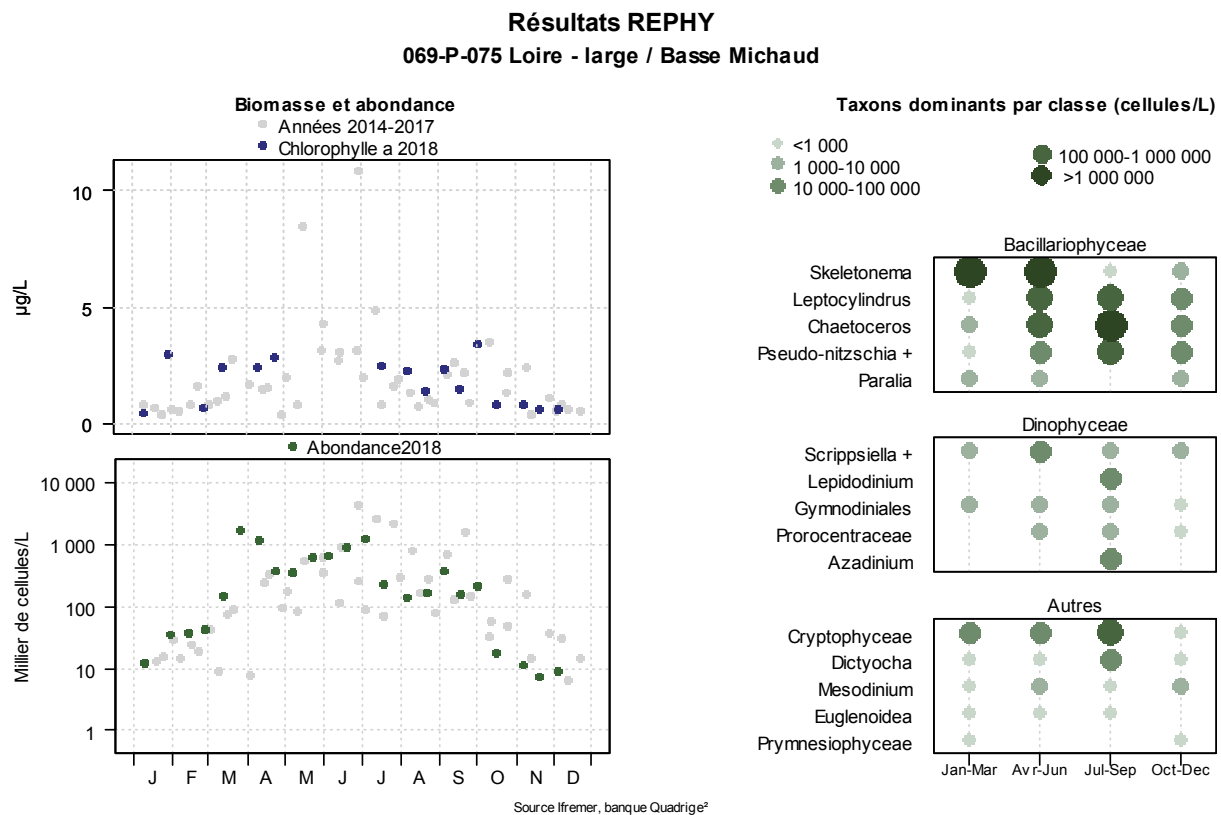 Résultats REPHY
069-P-075 Loire - large / Basse Michaud
Biomasse et abondance
Années 2014-2017
Chlorophylle a 2018
10
5
0
µg/L
Abondance2018
10 000
1 000
100
10
1
Millier de cellules/L
J F M A M J J A S O N D
Taxons dominants par classe (cellules/L)
<1 000
1 000-10 000
10 000-100 000
100 000-1 000 000
>1 000 000
Bacillariophyceae
Skeletonema
Leptocylindrus
Chaetoceros
Pseudo-nitzschia +
Paralia
Dinophyceae
Scrippsiella +
Lepidodinium
Gymnodiniales
Prorocentraceae
Azadinium
Autres
Cryptophyceae
Dictyocha
Mesodinium
Euglenoidea
Prymnesiophyceae
Jan-Mar Avr-Jun Jul-Sep Oct-Dec
Source Ifremer, banque Quadrige²